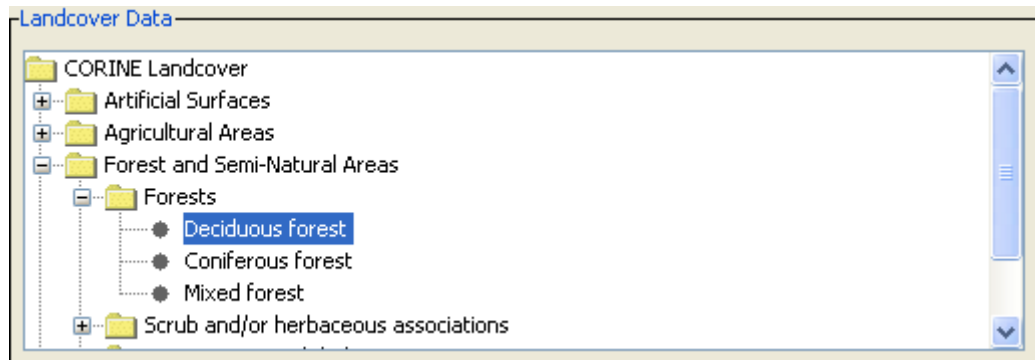 Landcover Data
CORINE Landcover
Artificial Surfaces
Agricultural Areas
Forest and Semi-Natural Areas
Forests
Deciduous forest
Coniferous forest
Mixed forest
Scrub and/or herbaceous associations